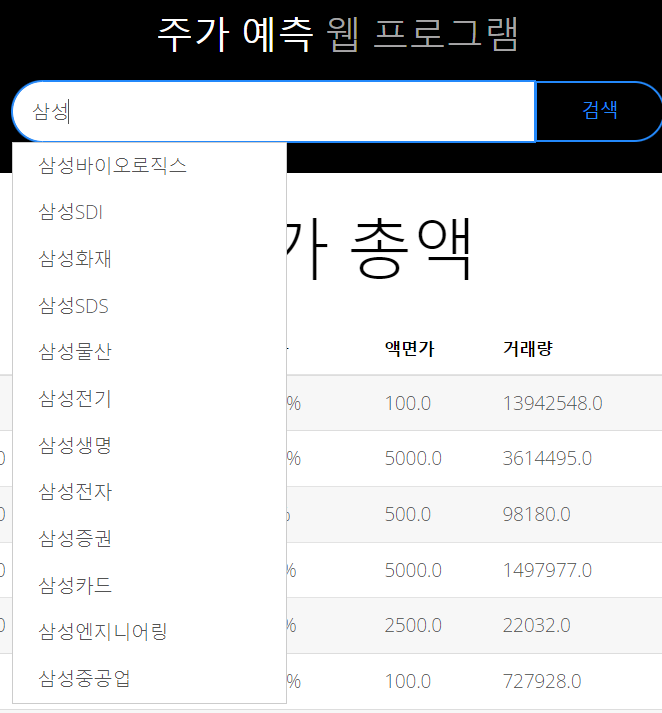 주가 예측 웹 프로그램
삼성
검색
삼성바이오로직스
삼성SDI
삼성화재
삼성SDS
삼성물산
삼성전기
삼성생명
삼성전자
삼성증권
삼성카드
삼성엔지니어링
삼성중공업
가 총액
액면가 거래량
% 100.0 13942548.0
0 % 5000.0 3614495.0
% 500.0 98180.0
0 % 5000.0 1497977.0
0 % 2500.0 22032.0
% 100.0 727928.0